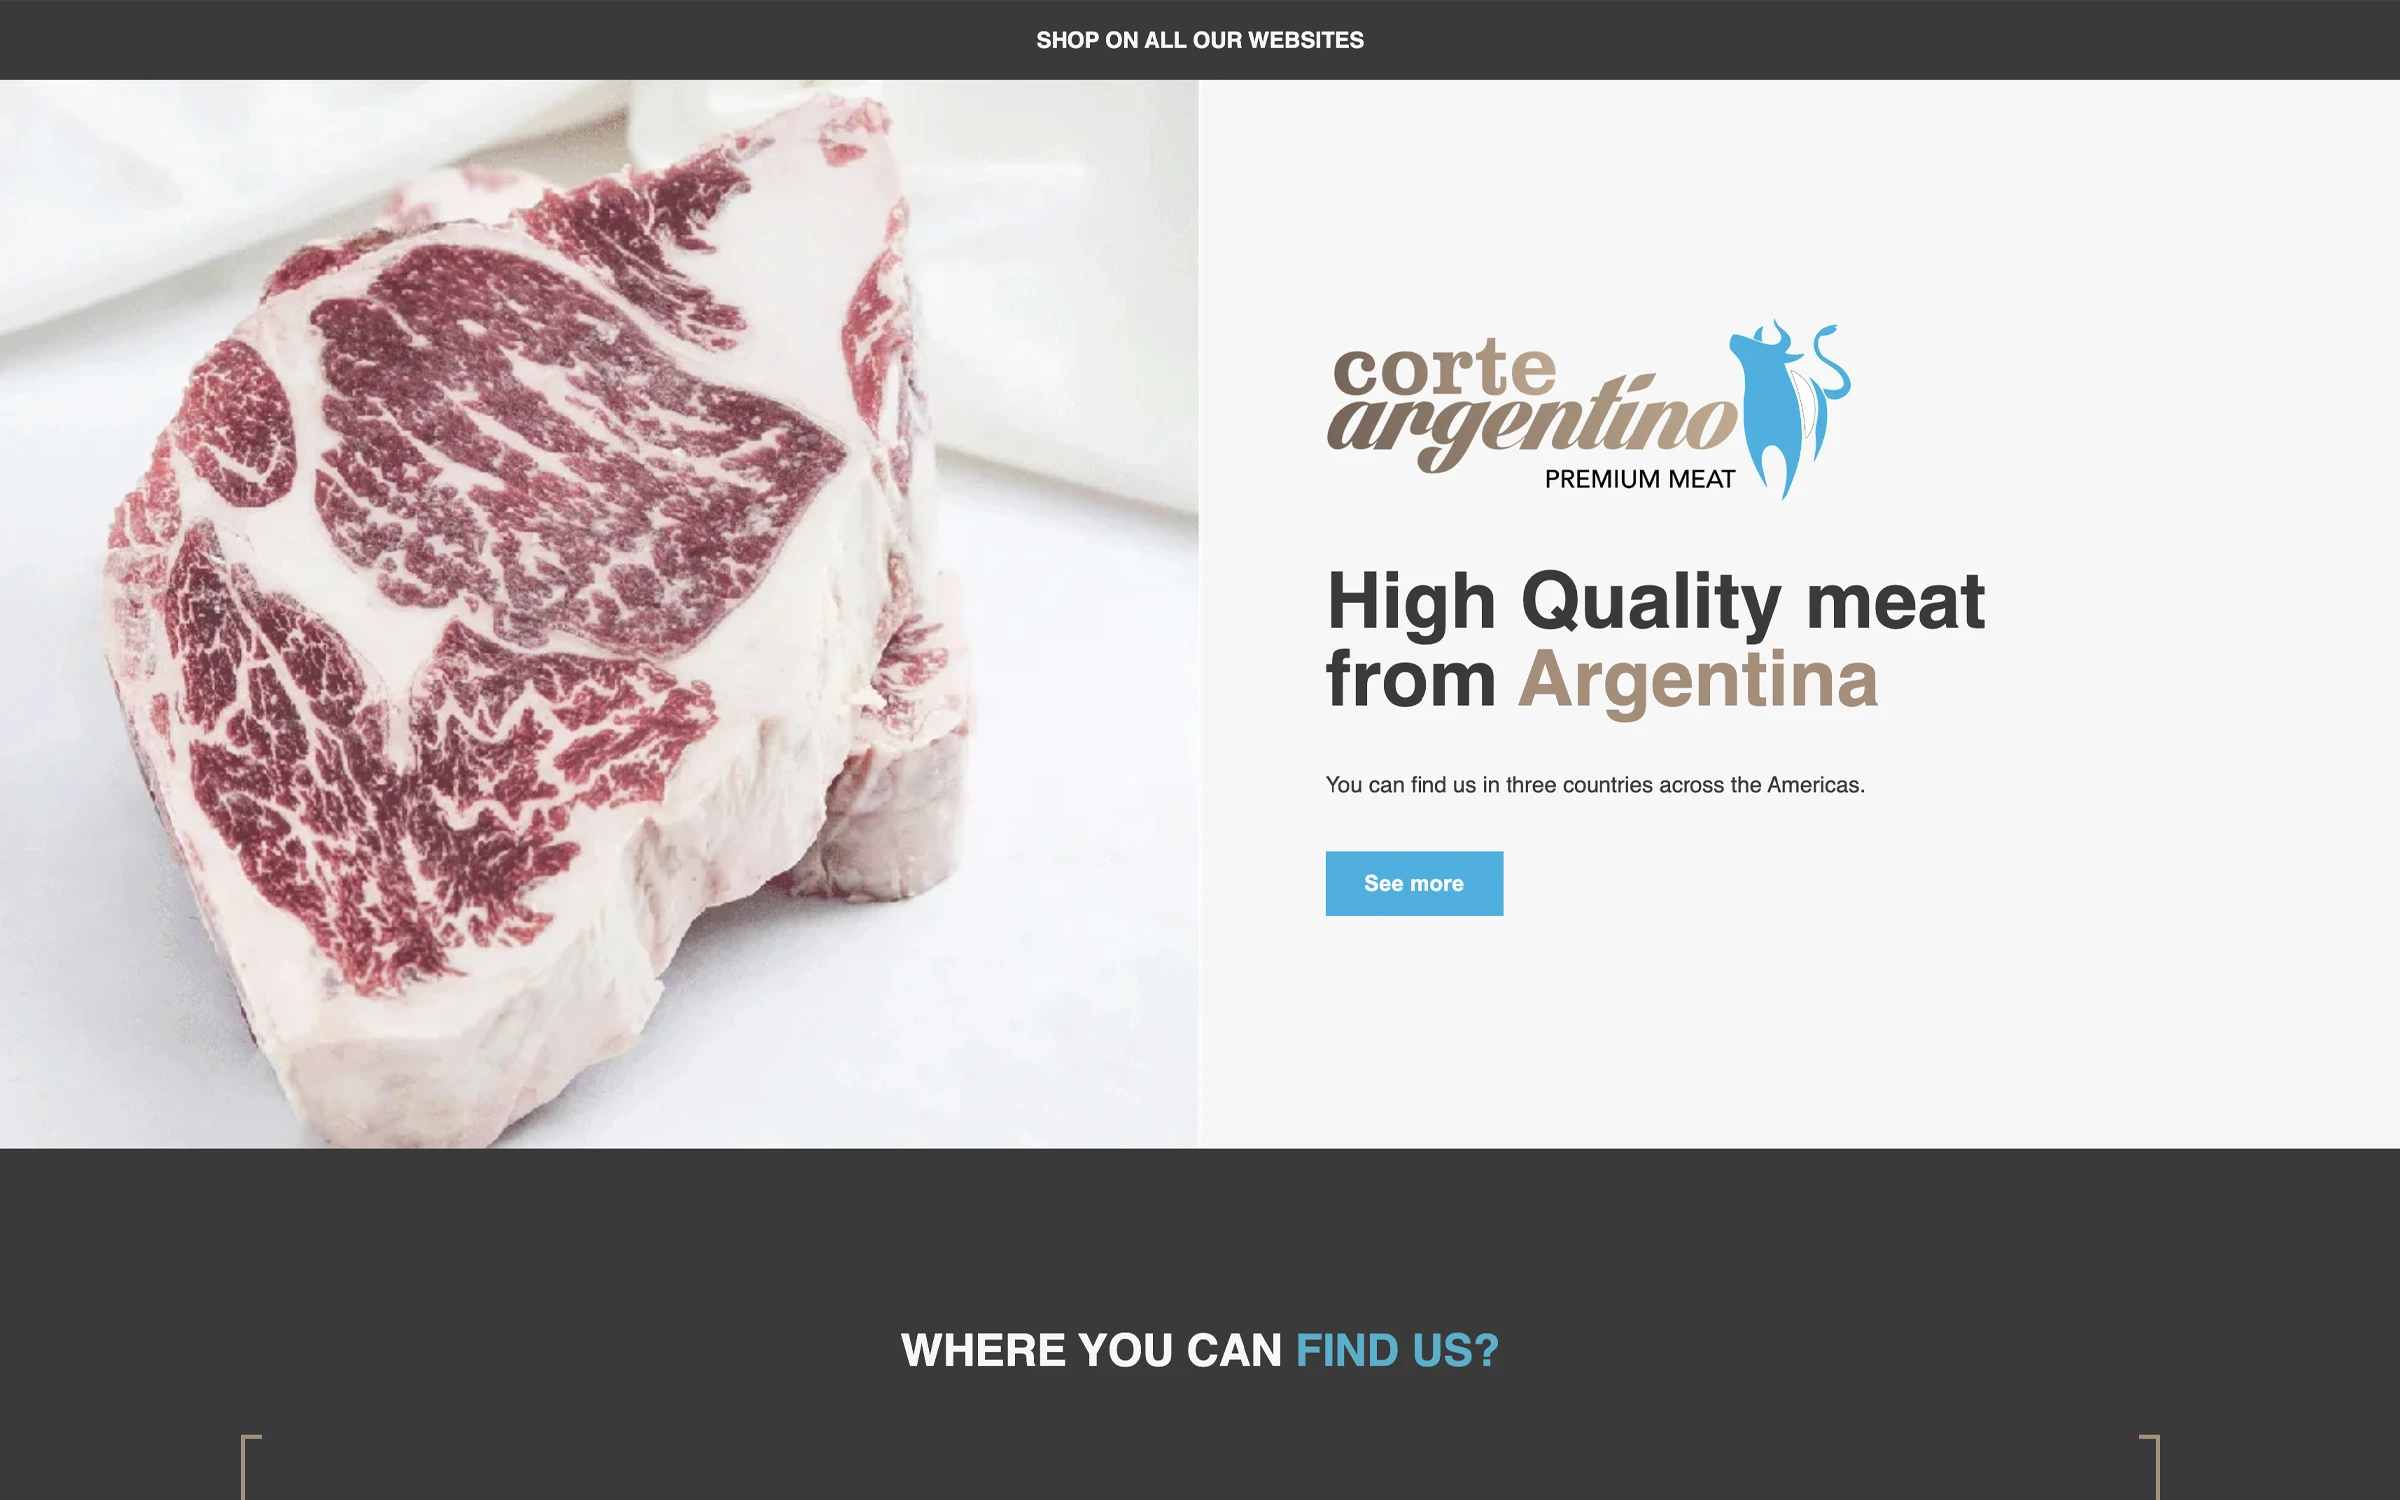 SHOP ON ALL OUR WEBSITES
corte
argentino
PREMIUM MEAT
High Quality meat
from Argentina
You can find us in three countries across the Americas.
See more
WHERE YOU CAN FIND US?